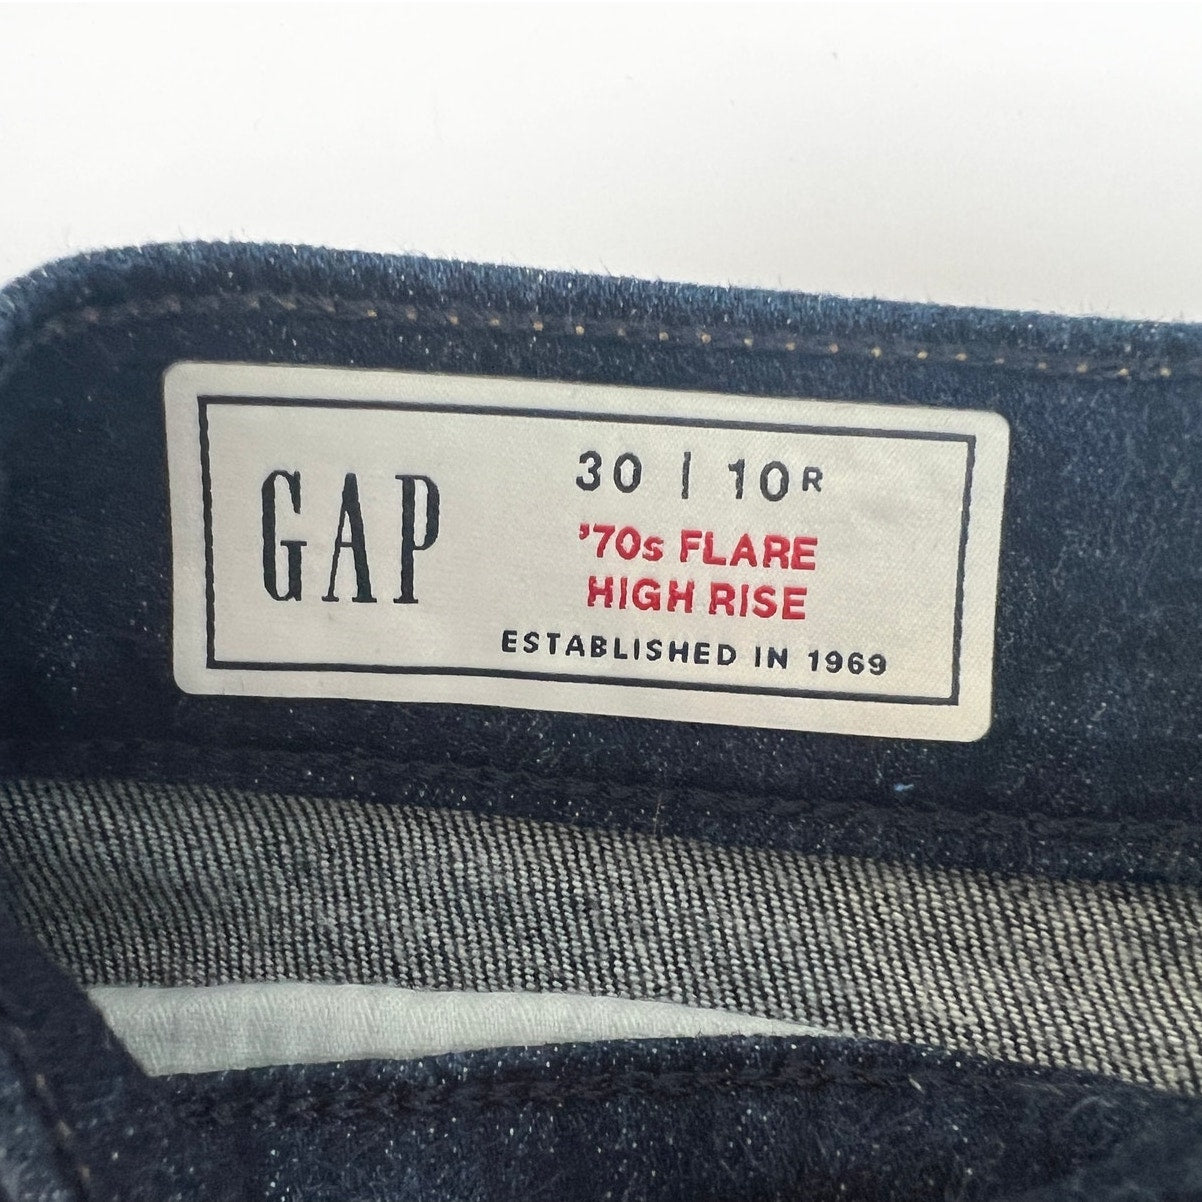 GAP
30 | 10R
’70s FLARE
HIGH RISE
ESTABLISHED IN 1969